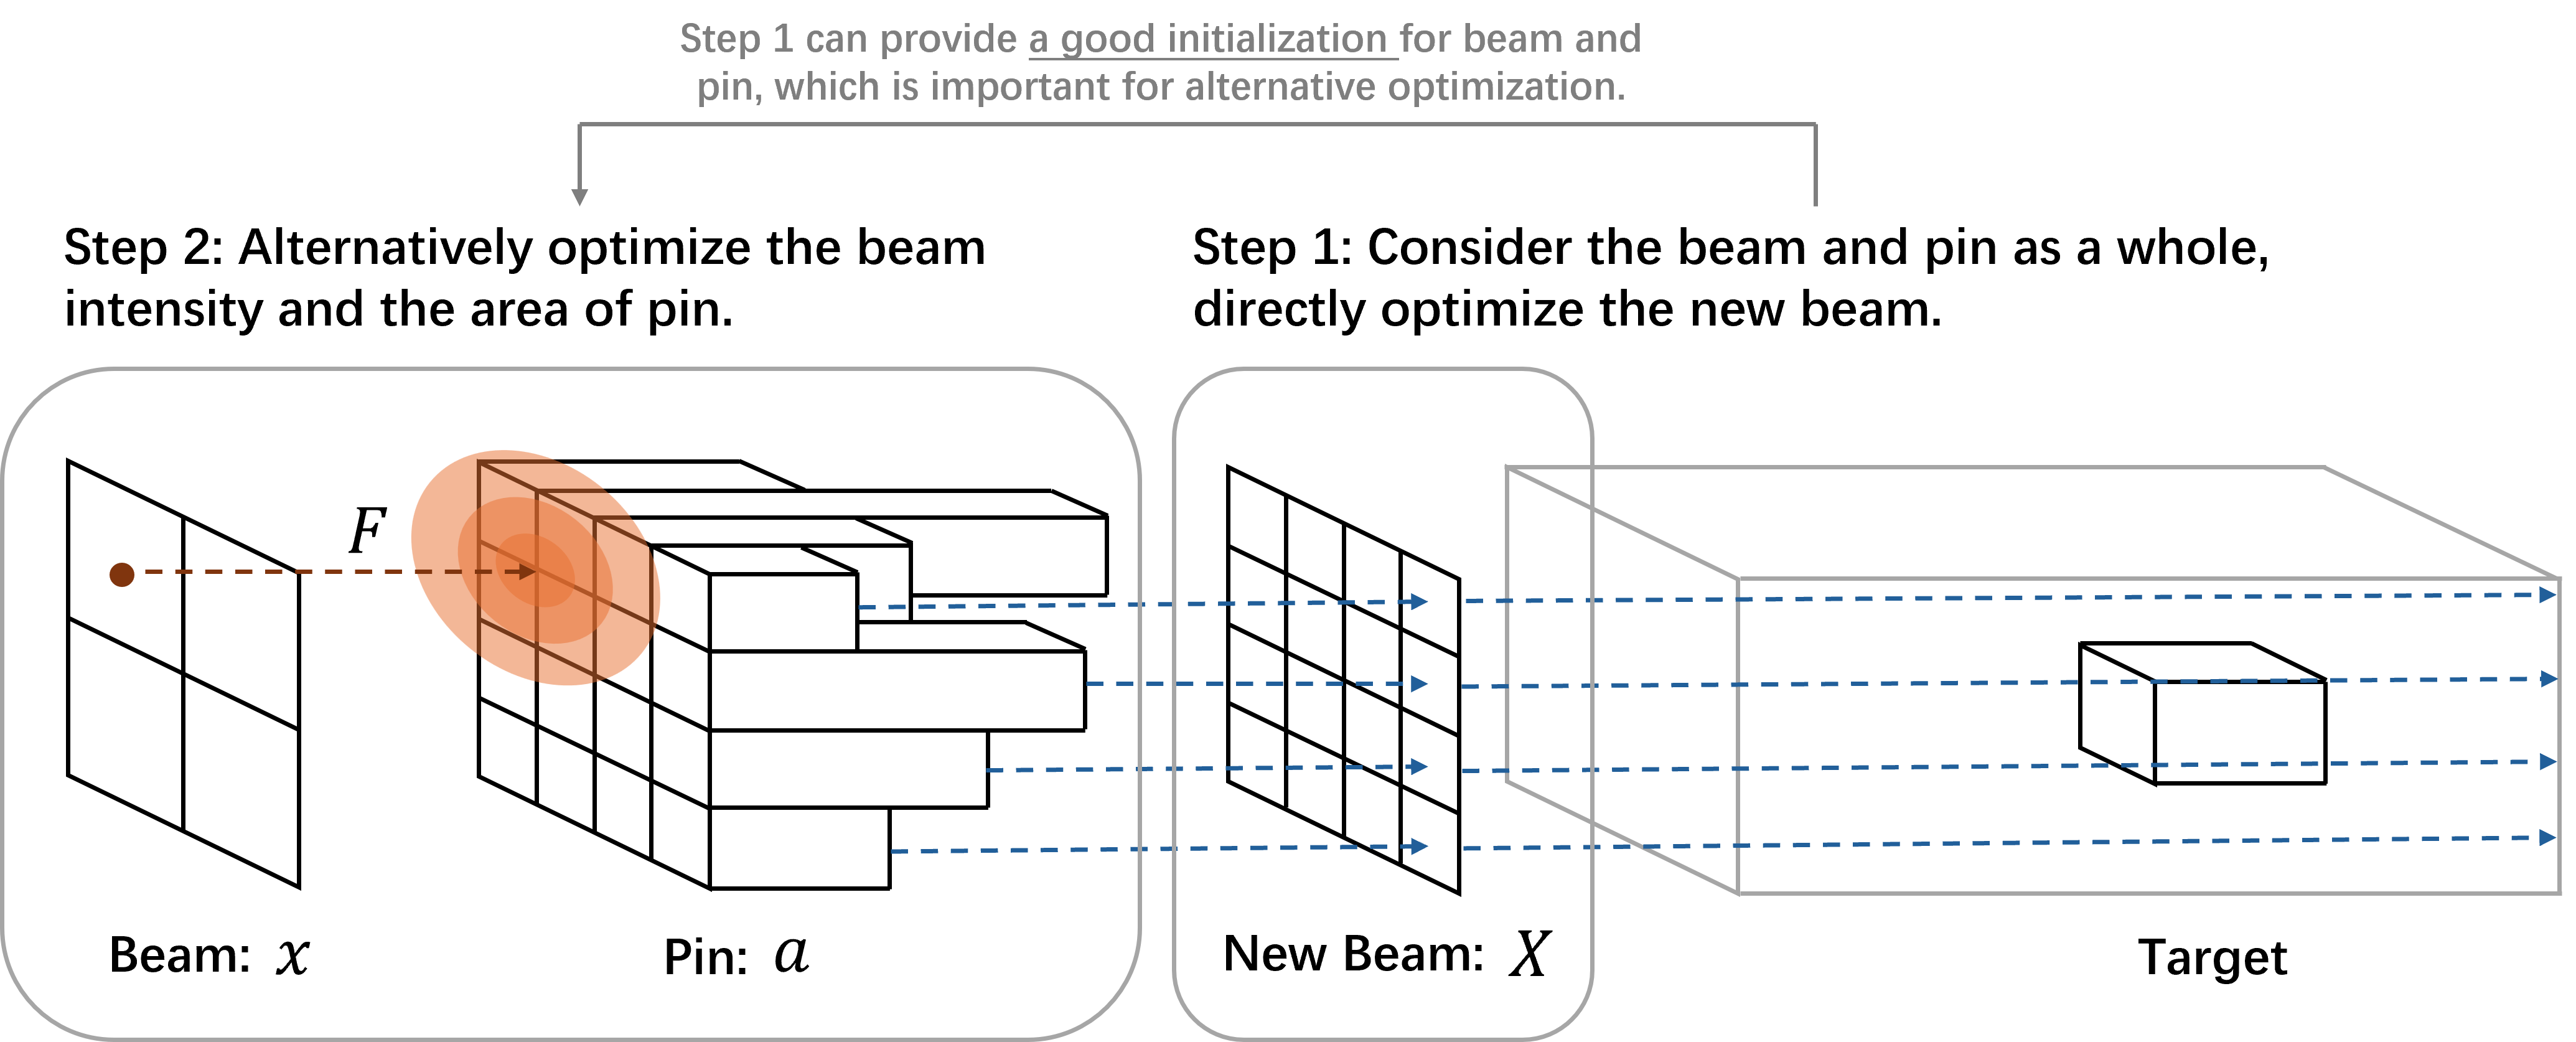 Step 1 can provide a good initialization for beam and
pin, which is important for alternative optimization.
Step 2: Alternatively optimize the beam
intensity and the area of pin.
Step 1: Consider the beam and pin as a whole,
directly optimize the new beam.
F
Beam: x
Pin: a
New Beam: X
Target